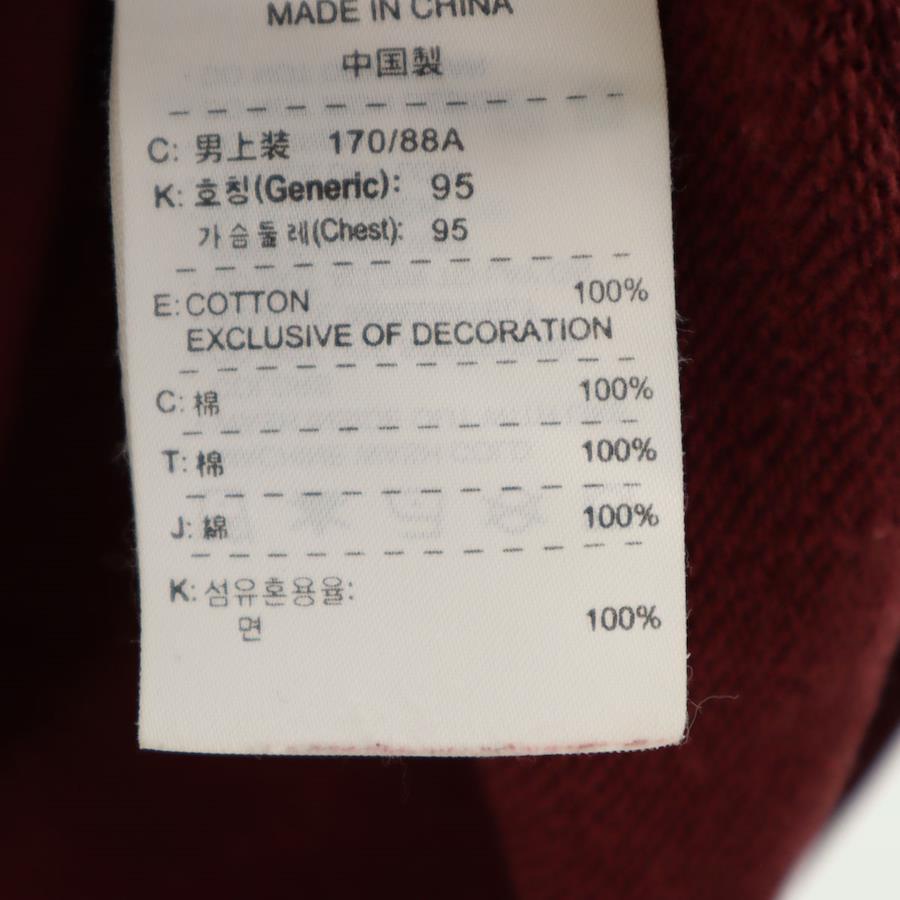 MADE IN CHINA
中国製
C: 男上装 170/88A
K: 호칭(Generic): 95
가슴둘레(Chest): 95
E: COTTON 100%
EXCLUSIVE OF DECORATION
C: 棉 100%
T: 棉 100%
J: 綿 100%
K: 섬유혼용율:
면 100%